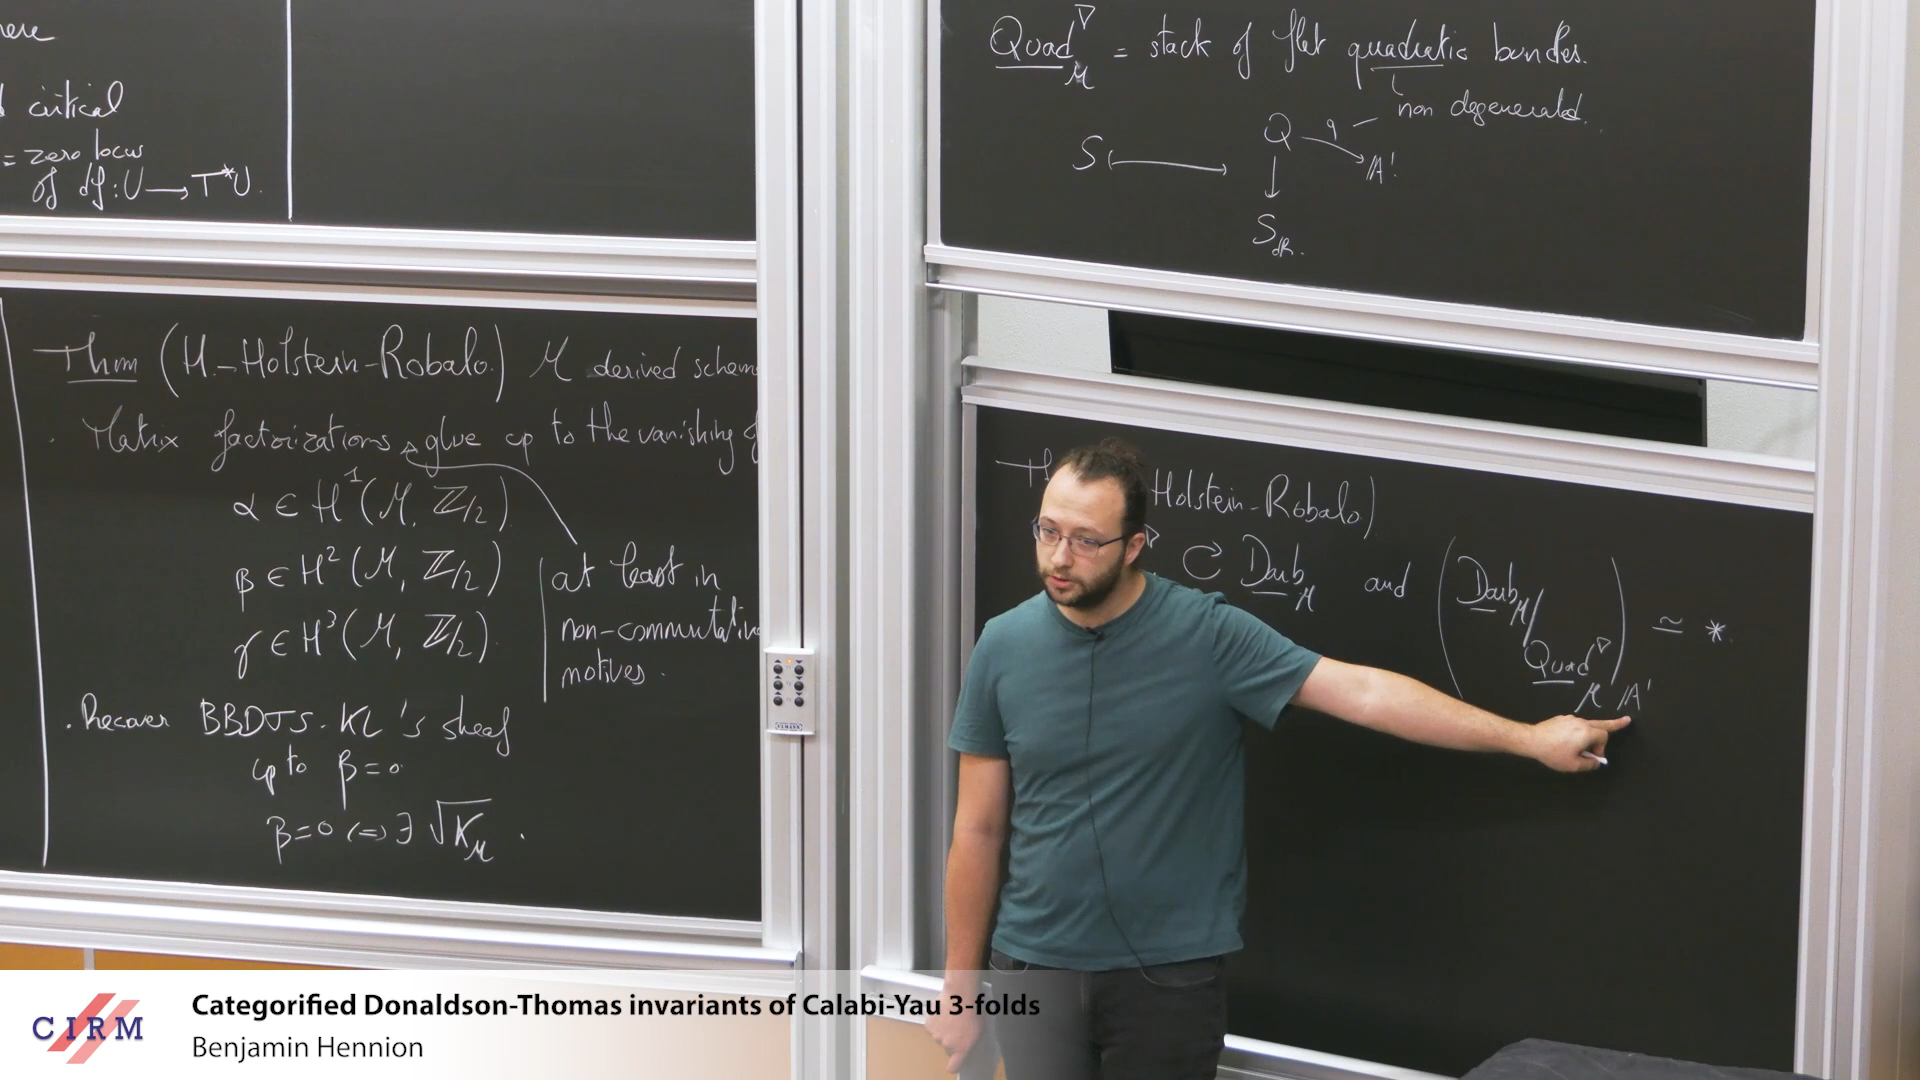 critical
= zero locus
of df : U ⟶ T*U.
Thm (H.-Holstein-Robalo) M derived schem
. Matrix factorizations glue up to the vanishing of
α ∈ H¹(M, ℤ/2)
β ∈ H²(M, ℤ/2)
γ ∈ H³(M, ℤ/2).
at least in
non-commutative
motives.
. Recover BBDJS-KL's sheaf
up to β=0
β=0 (=) ∃ √K_M .
Quad^∇_M = stack of flat quadratic bundles.
non degenerated.
S ⟼ Q q 𝔸¹
S_dR.
Holstein-Robalo)
∇ Darb_M and (Darb_M / Quad^∇_M)_𝔸¹ ≃ *.
CIRM
Categorified Donaldson-Thomas invariants of Calabi-Yau 3-folds
Benjamin Hennion